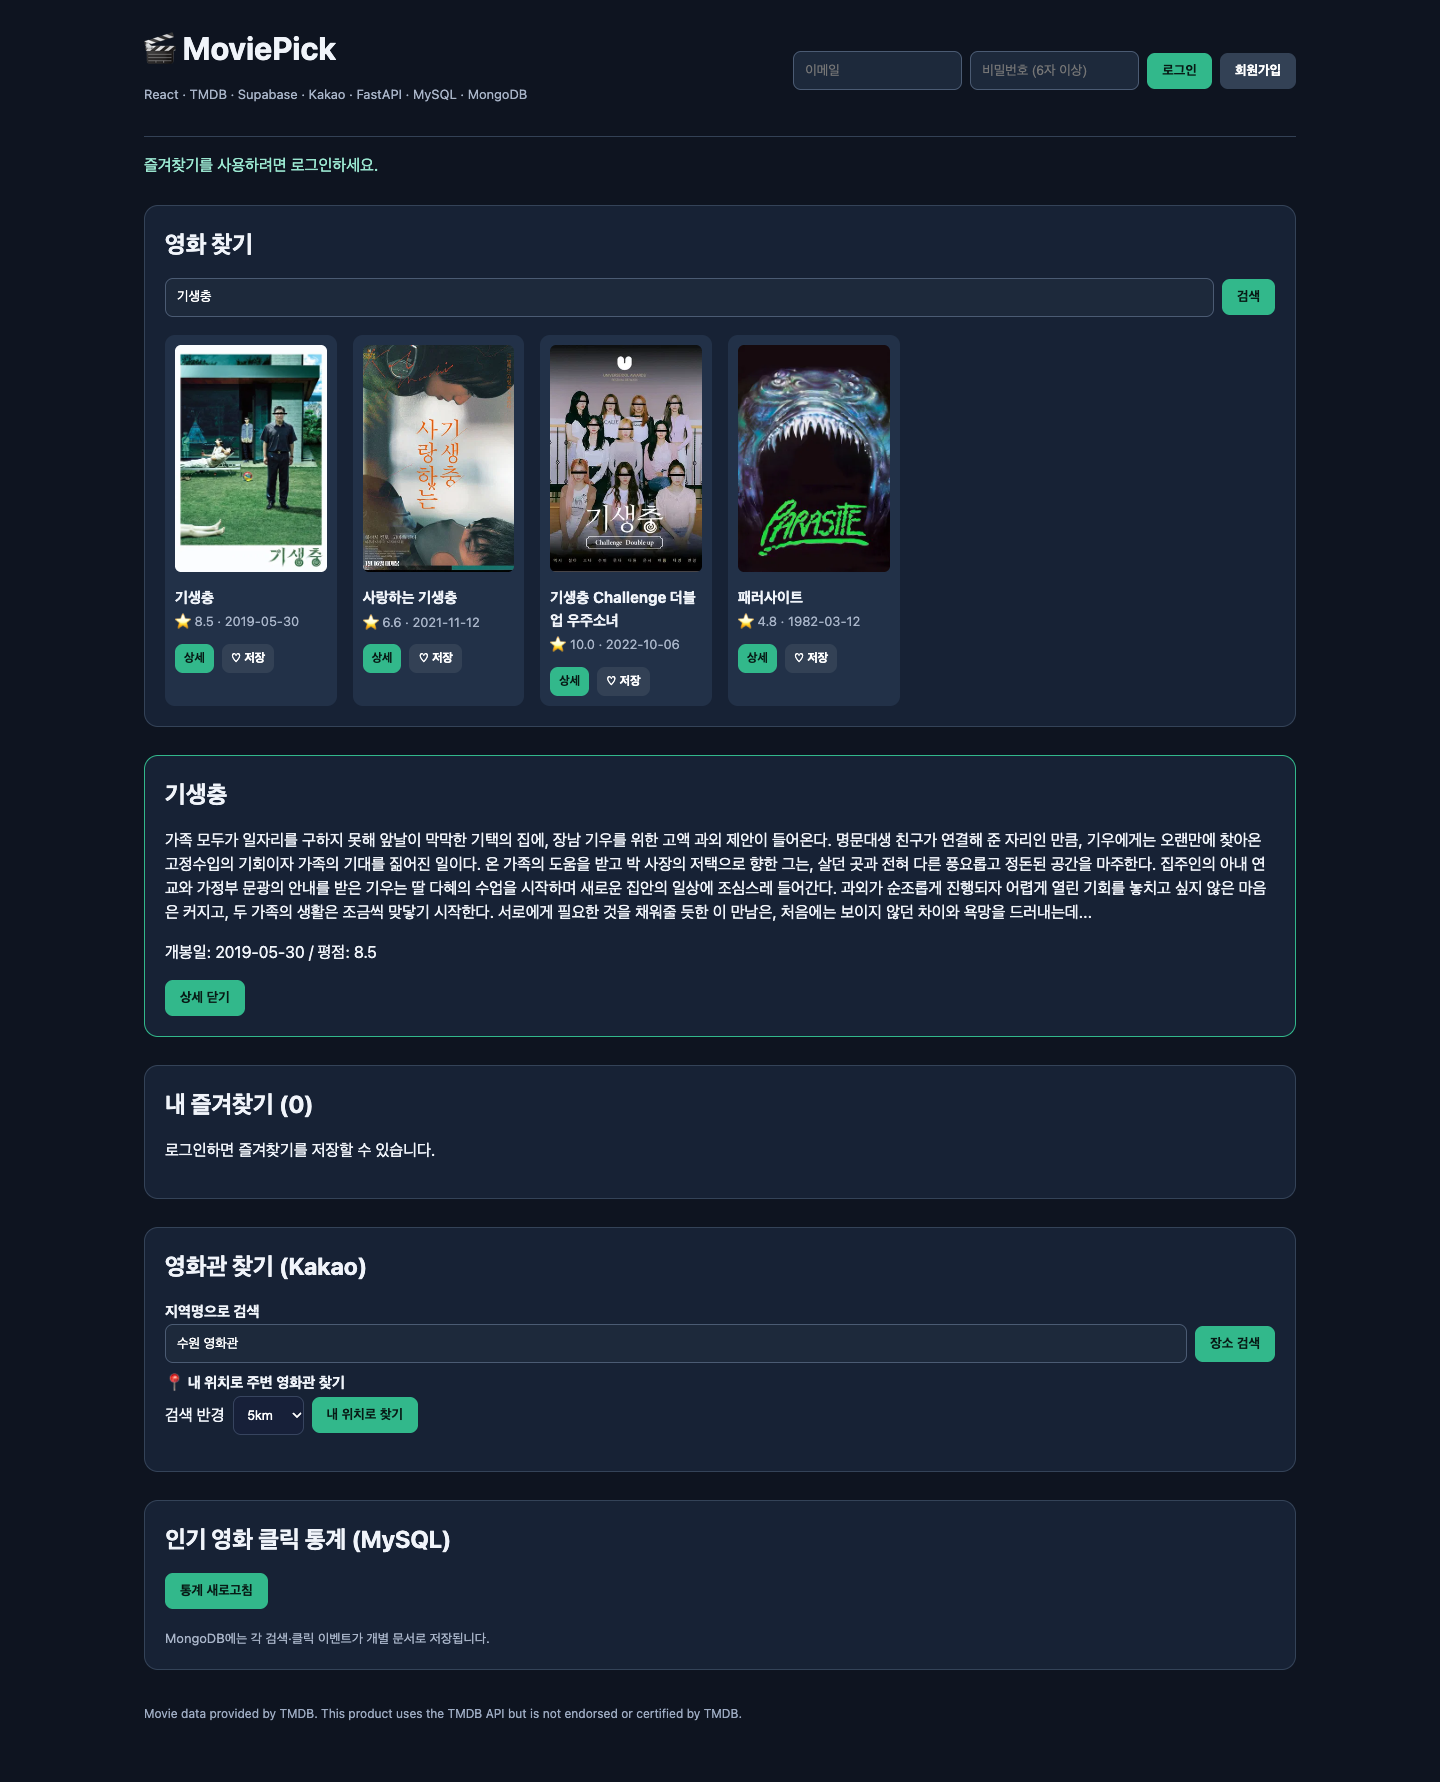 🎬 MoviePick
React · TMDB · Supabase · Kakao · FastAPI · MySQL · MongoDB
이메일
비밀번호 (6자 이상)
로그인
회원가입
즐겨찾기를 사용하려면 로그인하세요.
영화 찾기
기생충
검색
기생충
사랑하는
기생충
기생충
Challenge Double up
PARASITE
기생충
⭐ 8.5 · 2019-05-30
상세
♡ 저장
사랑하는 기생충
⭐ 6.6 · 2021-11-12
상세
♡ 저장
기생충 Challenge 더블
업 우주소녀
⭐ 10.0 · 2022-10-06
상세
♡ 저장
패러사이트
⭐ 4.8 · 1982-03-12
상세
♡ 저장
기생충
가족 모두가 일자리를 구하지 못해 앞날이 막막한 기택의 집에, 장남 기우를 위한 고액 과외 제안이 들어온다. 명문대생 친구가 연결해 준 자리인 만큼, 기우에게는 오랜만에 찾아온
고정수입의 기회이자 가족의 기대를 짊어진 일이다. 온 가족의 도움을 받고 박 사장의 저택으로 향한 그는, 살던 곳과 전혀 다른 풍요롭고 정돈된 공간을 마주한다. 집주인의 아내 연
교와 가정부 문광의 안내를 받은 기우는 딸 다혜의 수업을 시작하며 새로운 집안의 일상에 조심스레 들어간다. 과외가 순조롭게 진행되자 어렵게 열린 기회를 놓치고 싶지 않은 마음
은 커지고, 두 가족의 생활은 조금씩 맞닿기 시작한다. 서로에게 필요한 것을 채워줄 듯한 이 만남은, 처음에는 보이지 않던 차이와 욕망을 드러내는데…
개봉일: 2019-05-30 / 평점: 8.5
상세 닫기
내 즐겨찾기 (0)
로그인하면 즐겨찾기를 저장할 수 있습니다.
영화관 찾기 (Kakao)
지역명으로 검색
수원 영화관
장소 검색
📍 내 위치로 주변 영화관 찾기
검색 반경
5km
내 위치로 찾기
인기 영화 클릭 통계 (MySQL)
통계 새로고침
MongoDB에는 각 검색·클릭 이벤트가 개별 문서로 저장됩니다.
Movie data provided by TMDB. This product uses the TMDB API but is not endorsed or certified by TMDB.